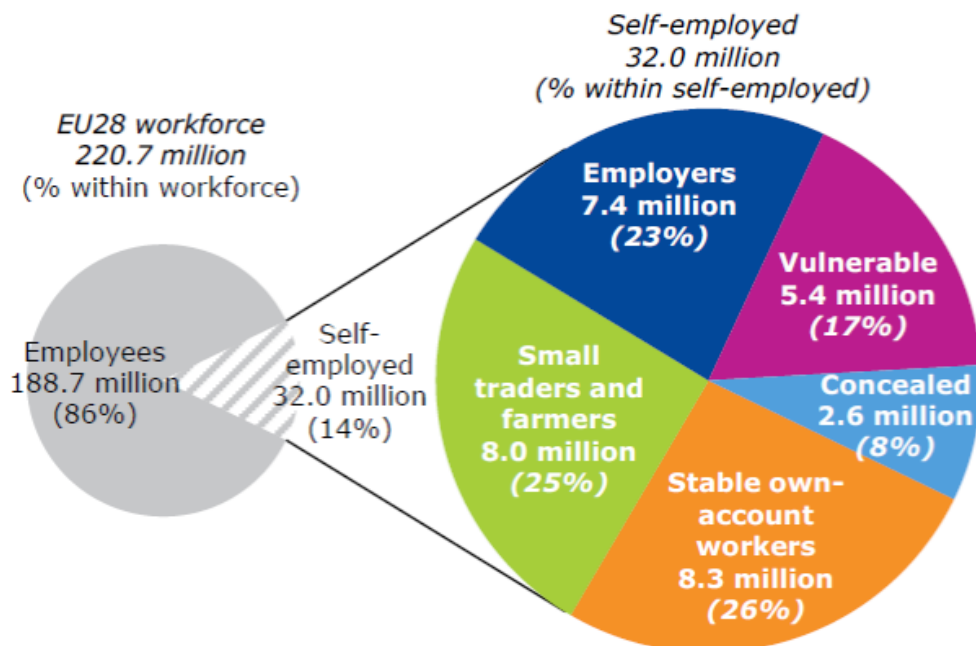 EU28 workforce
220.7 million
(% within workforce)
Employees
188.7 million
(86%)
Self-
employed
32.0 million
(14%)
Self-employed
32.0 million
(% within self-employed)
Employers
7.4 million
(23%)
Vulnerable
5.4 million
(17%)
Concealed
2.6 million
(8%)
Stable own-
account
workers
8.3 million
(26%)
Small
traders and
farmers
8.0 million
(25%)